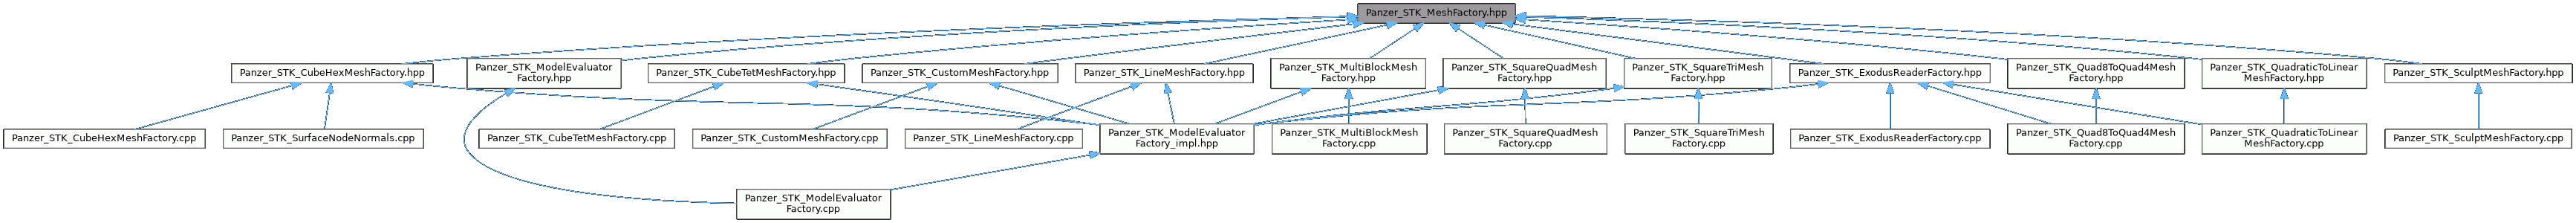 Panzer_STK_MeshFactory.hpp
Panzer_STK_CubeHexMeshFactory.hpp
Panzer_STK_ModelEvaluator
Factory.hpp
Panzer_STK_CubeTetMeshFactory.hpp
Panzer_STK_CustomMeshFactory.hpp
Panzer_STK_LineMeshFactory.hpp
Panzer_STK_MultiBlockMesh
Factory.hpp
Panzer_STK_SquareQuadMesh
Factory.hpp
Panzer_STK_SquareTriMesh
Factory.hpp
Panzer_STK_ExodusReaderFactory.hpp
Panzer_STK_Quad8ToQuad4Mesh
Factory.hpp
Panzer_STK_QuadraticToLinear
MeshFactory.hpp
Panzer_STK_SculptMeshFactory.hpp
Panzer_STK_CubeHexMeshFactory.cpp
Panzer_STK_SurfaceNodeNormals.cpp
Panzer_STK_CubeTetMeshFactory.cpp
Panzer_STK_CustomMeshFactory.cpp
Panzer_STK_LineMeshFactory.cpp
Panzer_STK_ModelEvaluator
Factory_impl.hpp
Panzer_STK_MultiBlockMesh
Factory.cpp
Panzer_STK_SquareQuadMesh
Factory.cpp
Panzer_STK_SquareTriMesh
Factory.cpp
Panzer_STK_ExodusReaderFactory.cpp
Panzer_STK_Quad8ToQuad4Mesh
Factory.cpp
Panzer_STK_QuadraticToLinear
MeshFactory.cpp
Panzer_STK_SculptMeshFactory.cpp
Panzer_STK_ModelEvaluator
Factory.cpp